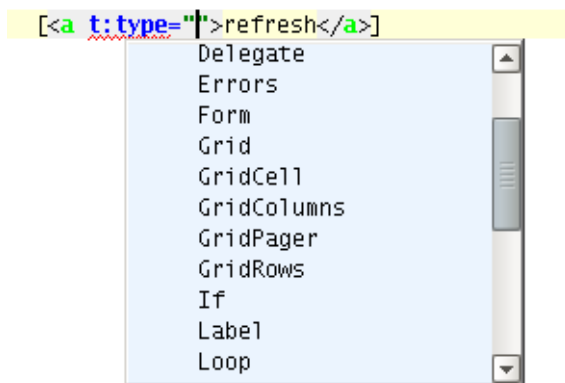 [<a t:type="">refresh</a>]
Delegate
Errors
Form
Grid
GridCell
GridColumns
GridPager
GridRows
If
Label
Loop